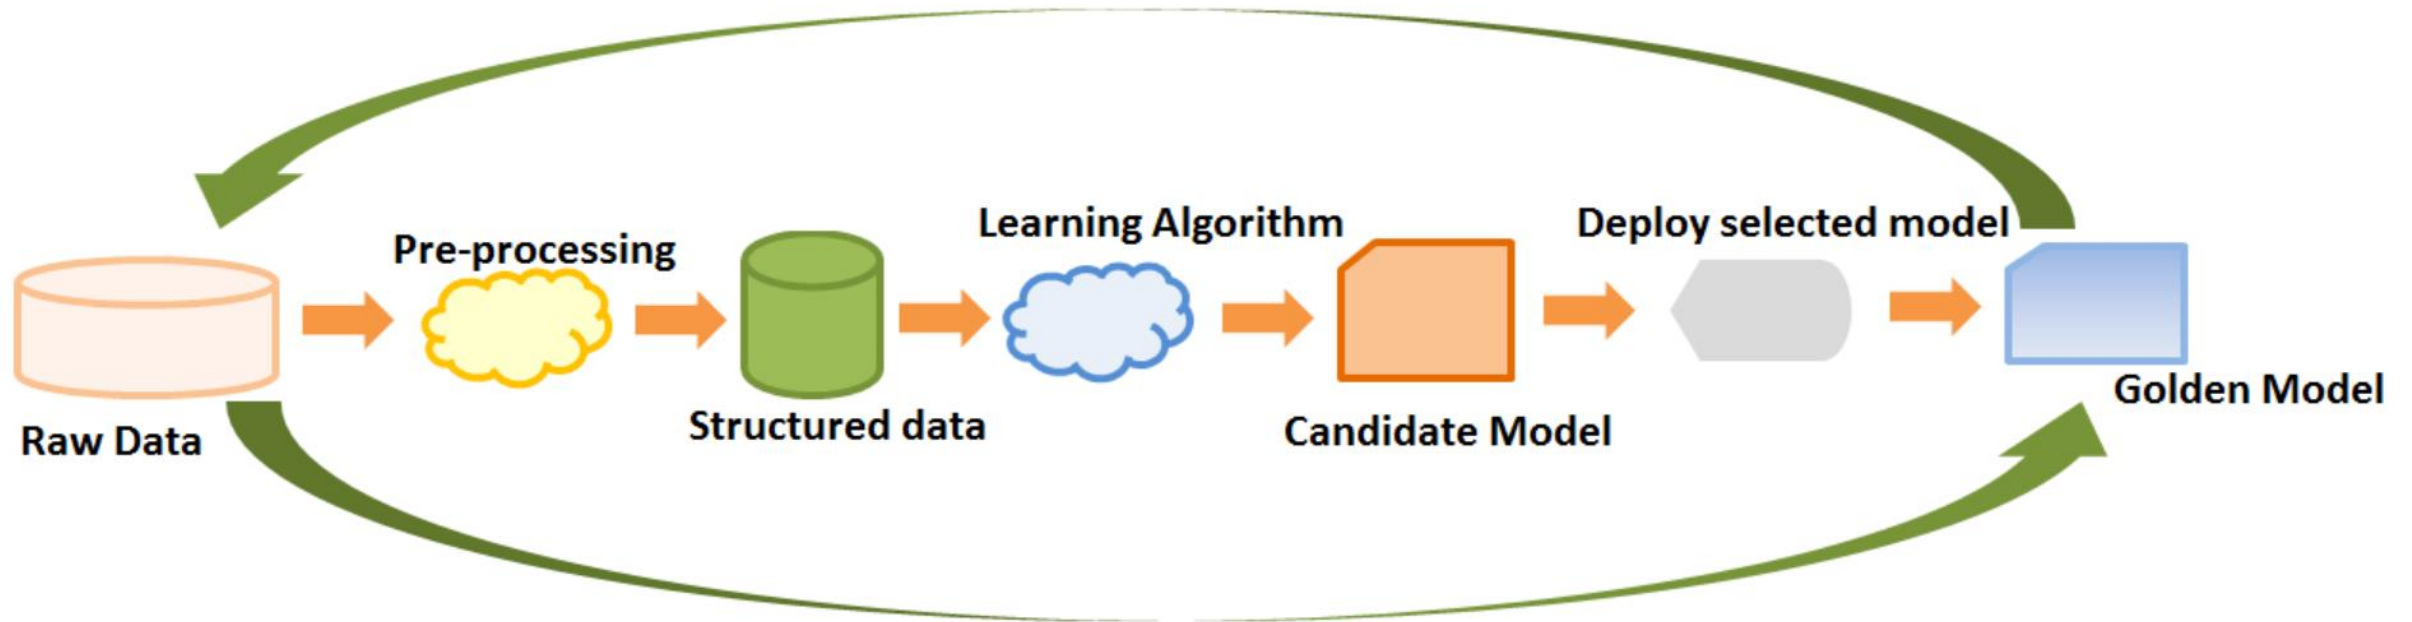 Raw Data
Pre-processing
Structured data
Learning Algorithm
Candidate Model
Deploy selected model
Golden Model